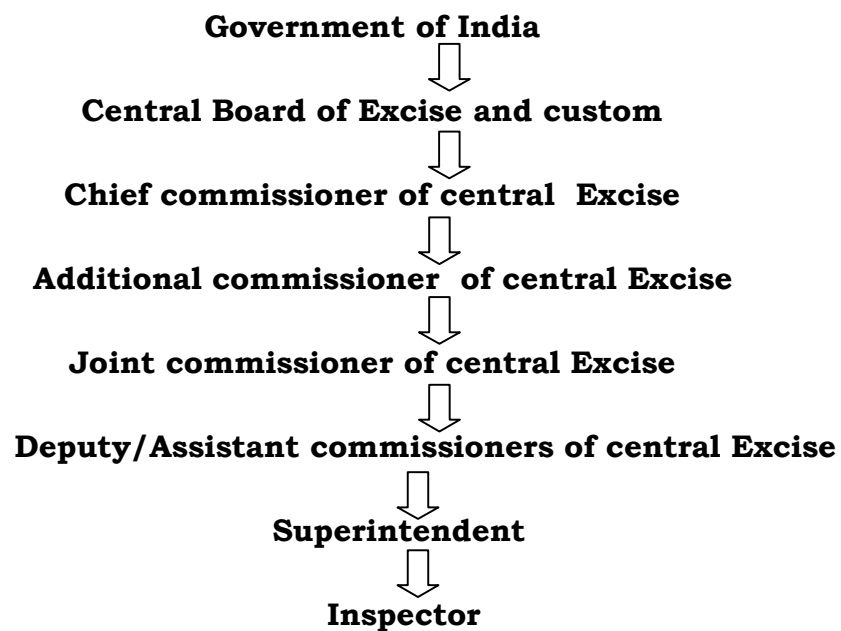 Government of India
Central Board of Excise and custom
Chief commissioner of central Excise
Additional commissioner of central Excise
Joint commissioner of central Excise
Deputy/Assistant commissioners of central Excise
Superintendent
Inspector